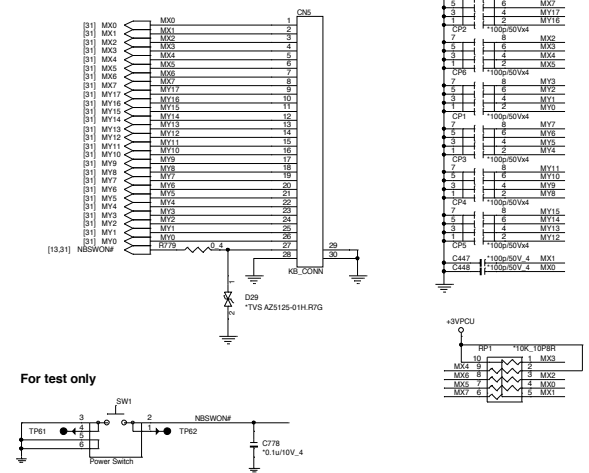 CN5
[31] MX0 MX0 1
[31] MX1 MX1 2
[31] MX2 MX2 3
[31] MX3 MX3 4
[31] MX4 MX4 5
[31] MX5 MX5 6
[31] MX6 MX6 7
[31] MX7 MX7 8
[31] MY17 MY17 9
[31] MY16 MY16 10
[31] MY15 MY15 11
[31] MY14 MY14 12
[31] MY13 MY13 13
[31] MY12 MY12 14
[31] MY11 MY11 15
[31] MY10 MY10 16
[31] MY9 MY9 17
[31] MY8 MY8 18
[31] MY7 MY7 19
[31] MY6 MY6 20
[31] MY5 MY5 21
[31] MY4 MY4 22
[31] MY3 MY3 23
[31] MY2 MY2 24
[31] MY1 MY1 25
[31] MY0 MY0 26
[13,31] NBSWON# R779 0_4 27
28
29
30
KB_CONN
1
2
D29
*TVS AZ5125-01H.R7G
5 6 MX7
3 4 MY17
1 2 MY16
CP2 *100p/50Vx4
7 8 MX2
5 6 MX3
3 4 MX4
1 2 MX5
CP6 *100p/50Vx4
7 8 MY3
5 6 MY2
3 4 MY1
1 2 MY0
CP1 *100p/50Vx4
7 8 MY7
5 6 MY6
3 4 MY5
1 2 MY4
CP3 *100p/50Vx4
7 8 MY11
5 6 MY10
3 4 MY9
1 2 MY8
CP4 *100p/50Vx4
7 8 MY15
5 6 MY14
3 4 MY13
1 2 MY12
CP5 *100p/50Vx4
C447 *100p/50V_4 MX1
C448 *100p/50V_4 MX0
+3VPCU
RP1 *10K_10P8R
10 1 MX3
MX4 9 2
MX6 8 3 MX2
MX5 7 4 MX0
MX7 6 5 MX1
For test only
SW1
3 2 NBSWON#
TP61 4 1 TP62
5
6
Power Switch
C778
*0.1u/10V_4